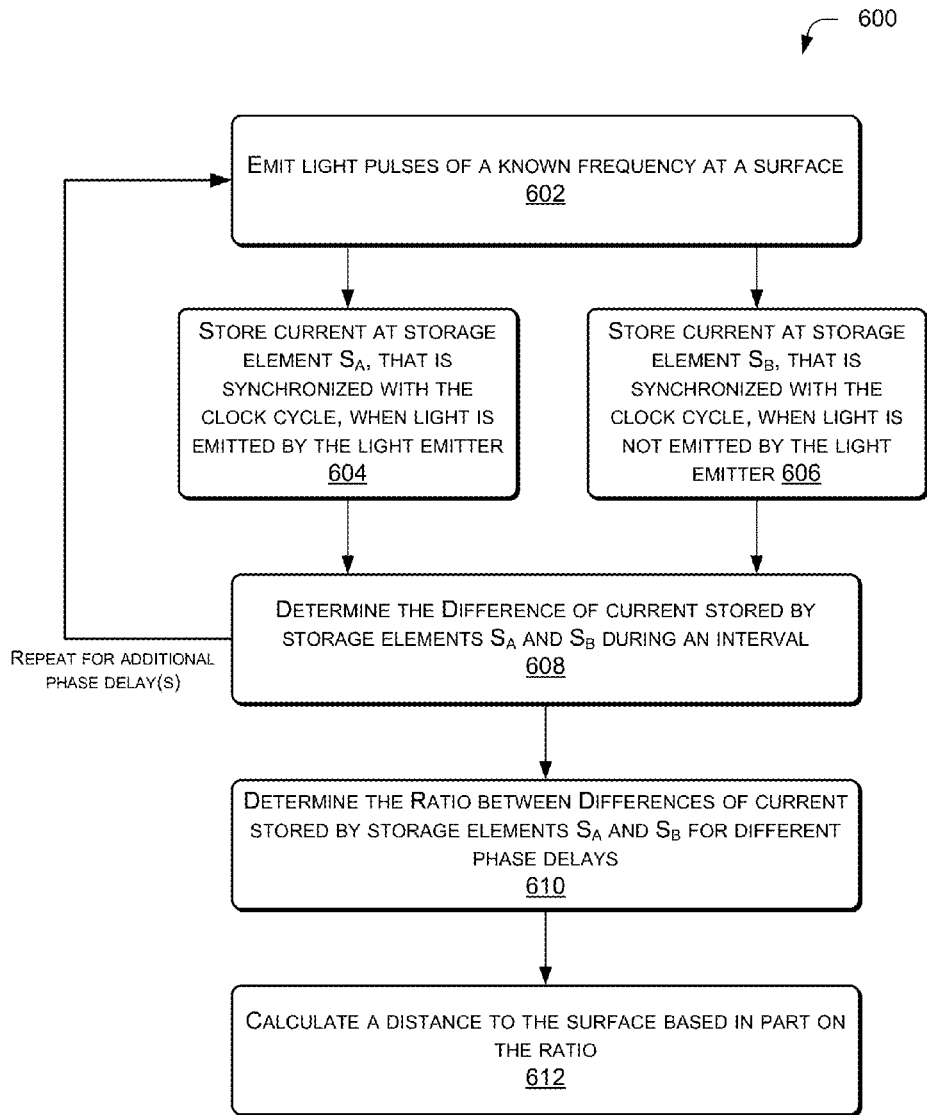 600
EMIT LIGHT PULSES OF A KNOWN FREQUENCY AT A SURFACE
602
STORE CURRENT AT STORAGE
ELEMENT SA, THAT IS
SYNCHRONIZED WITH THE
CLOCK CYCLE, WHEN LIGHT IS
EMITTED BY THE LIGHT EMITTER
604
STORE CURRENT AT STORAGE
ELEMENT SB, THAT IS
SYNCHRONIZED WITH THE
CLOCK CYCLE, WHEN LIGHT IS
NOT EMITTED BY THE LIGHT
EMITTER 606
DETERMINE THE DIFFERENCE OF CURRENT STORED BY
STORAGE ELEMENTS SA AND SB DURING AN INTERVAL
608
REPEAT FOR ADDITIONAL
PHASE DELAY(S)
DETERMINE THE RATIO BETWEEN DIFFERENCES OF CURRENT
STORED BY STORAGE ELEMENTS SA AND SB FOR DIFFERENT
PHASE DELAYS
610
CALCULATE A DISTANCE TO THE SURFACE BASED IN PART ON
THE RATIO
612